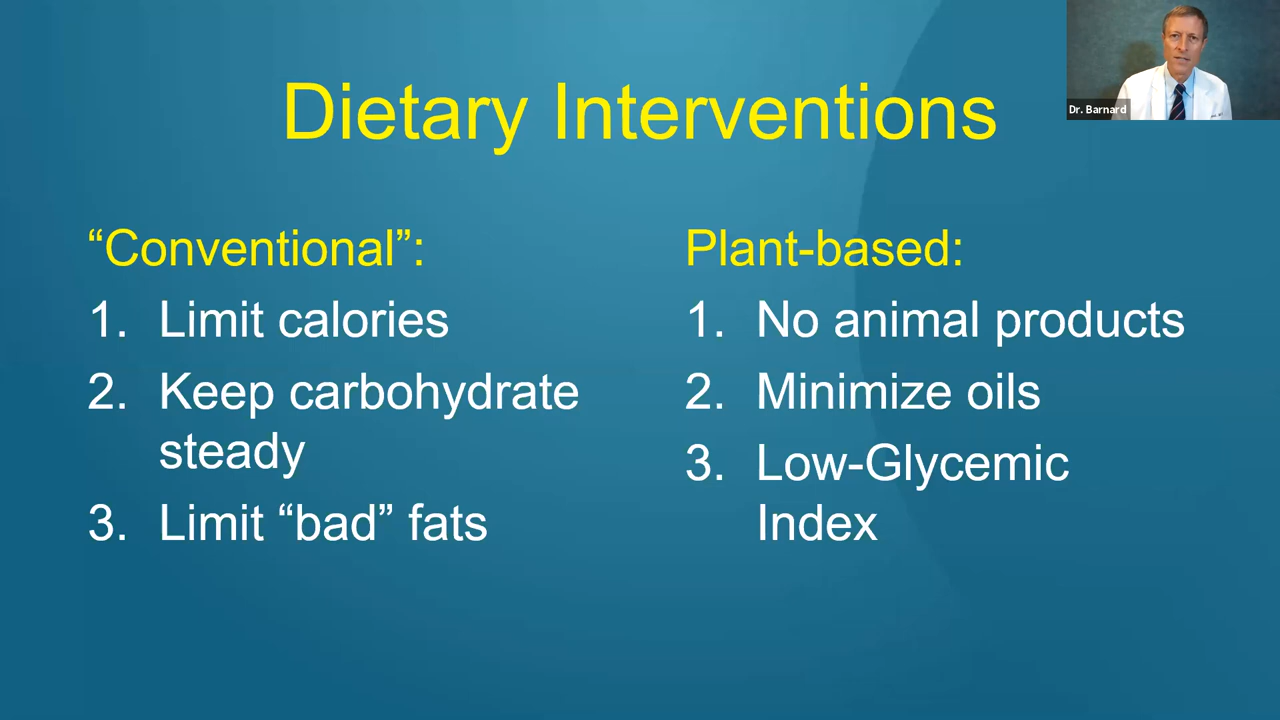 Dietary Interventions
Dr. Barnard
“Conventional”:
1. Limit calories
2. Keep carbohydrate
steady
3. Limit “bad” fats
Plant-based:
1. No animal products
2. Minimize oils
3. Low-Glycemic
Index